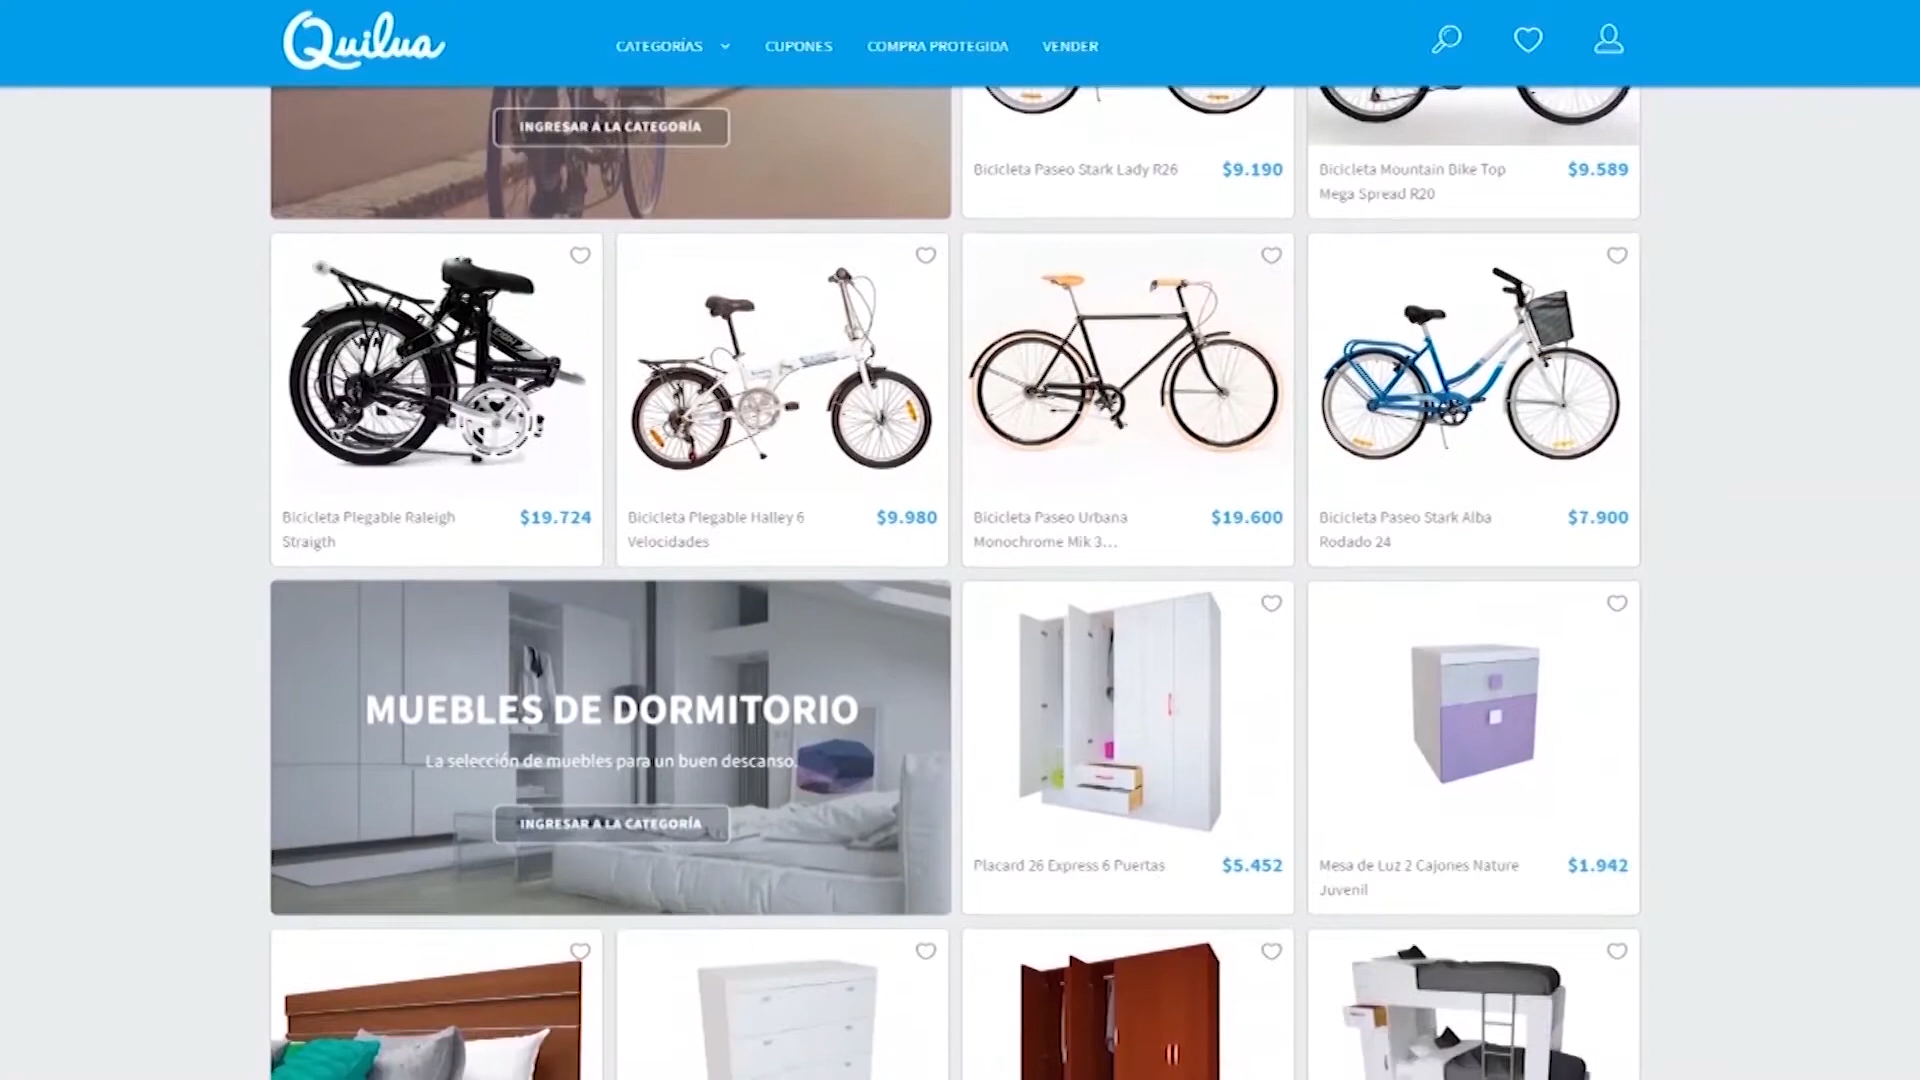 Quilua
CATEGORÍAS
CUPONES
COMPRA PROTEGIDA
VENDER
INGRESAR A LA CATEGORÍA
Bicicleta Paseo Stark Lady R26
$9.190
Bicicleta Mountain Bike Top
Mega Spread R20
$9.589
Bicicleta Plegable Raleigh
Straigth
$19.724
Bicicleta Plegable Halley 6
Velocidades
$9.980
Bicicleta Paseo Urbana
Monochrome Mik 3...
$19.600
Bicicleta Paseo Stark Alba
Rodado 24
$7.900
MUEBLES DE DORMITORIO
La selección de muebles para un buen descanso.
INGRESAR A LA CATEGORÍA
Placard 26 Express 6 Puertas
$5.452
Mesa de Luz 2 Cajones Nature
Juvenil
$1.942